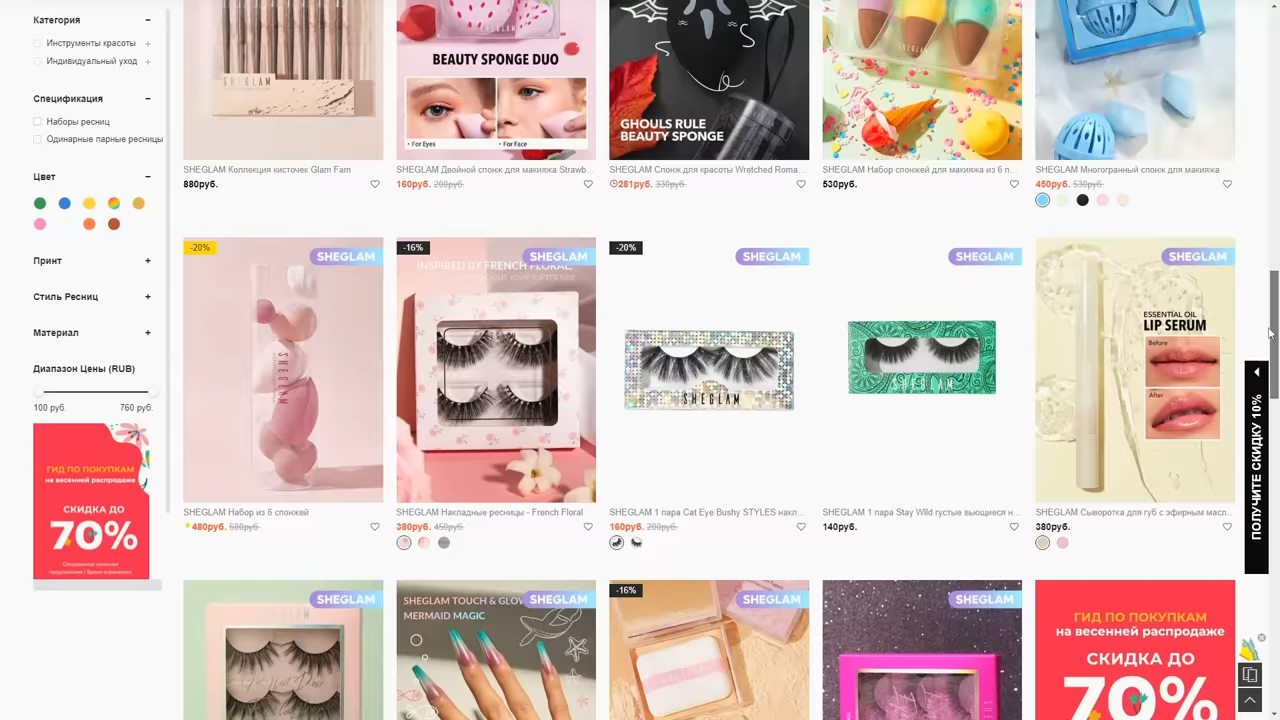 Категория −
Инструменты красоты +
Индивидуальный уход +
Спецификация −
Наборы ресниц
Одинарные парные ресницы
Цвет −
Принт +
Стиль Ресниц +
Материал +
Диапазон Цены (RUB)
100 руб. 760 руб.
ГИД ПО ПОКУПКАМ
на весенней распродаже
СКИДКА ДО
70%
SHEGLAM
BEAUTY SPONGE DUO
• For Eyes
• For Face
GHOULS RULE
BEAUTY SPONGE
SHEGLAM Коллекция кисточек Glam Fam
880руб.
SHEGLAM Двойной спонж для макияжа Strawb...
160руб. 200руб.
SHEGLAM Спонж для красоты Wretched Roma...
281руб. 330руб.
SHEGLAM Набор спонжей для макияжа из 6 п...
530руб.
SHEGLAM Многогранный спонж для макияжа
450руб. 530руб.
-20%
SHEGLAM
SHEGLAM
SHEGLAM Набор из 6 спонжей
480руб. 600руб.
-16%
INSPIRED BY FRENCH FLORAL,
SHEGLAM Накладные ресницы - French Floral
380руб. 450руб.
-20%
SHEGLAM
SHEGLAM
SHEGLAM 1 пара Cat Eye Bushy STYLES накл...
160руб. 200руб.
SHEGLAM
SHEGLAM
SHEGLAM 1 пара Stay Wild густые вьющиеся н...
140руб.
SHEGLAM
ESSENTIAL OIL
LIP SERUM
Before
After
SHEGLAM Сыворотка для губ с эфирным масл...
380руб.
ПОЛУЧИТЕ СКИДКУ 10%
SHEGLAM
SHEGLAM TOUCH & GLOW
MERMAID MAGIC
SHEGLAM
-16%
SHEGLAM
SHEGLAM
ГИД ПО ПОКУПКАМ
на весенней распродаже
СКИДКА ДО
70%